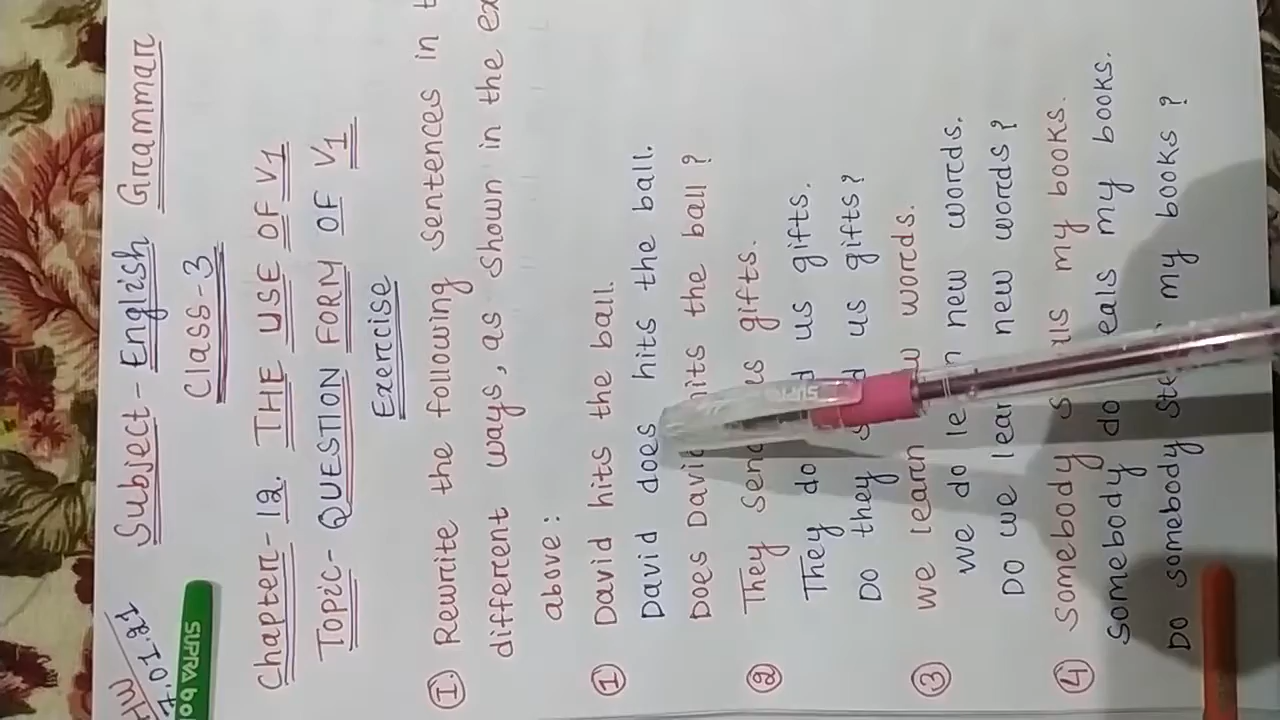 HW
7.01.21
Subject - English Grammar
Class-3
Chapter- 12. THE USE OF V1
Topic- QUESTION FORM OF V1
Exercise
I Rewrite the following sentences in
different ways, as shown in the
above:
1 David hits the ball.
David does hits the ball.
Does David hits the ball?
2 They gifts.
They do us gifts.
Do they us gifts?
3 We learn words.
We do new words.
Do we new words?
4 Somebody my books.
Somebody do my books.
Do somebody my books?
SUPRA